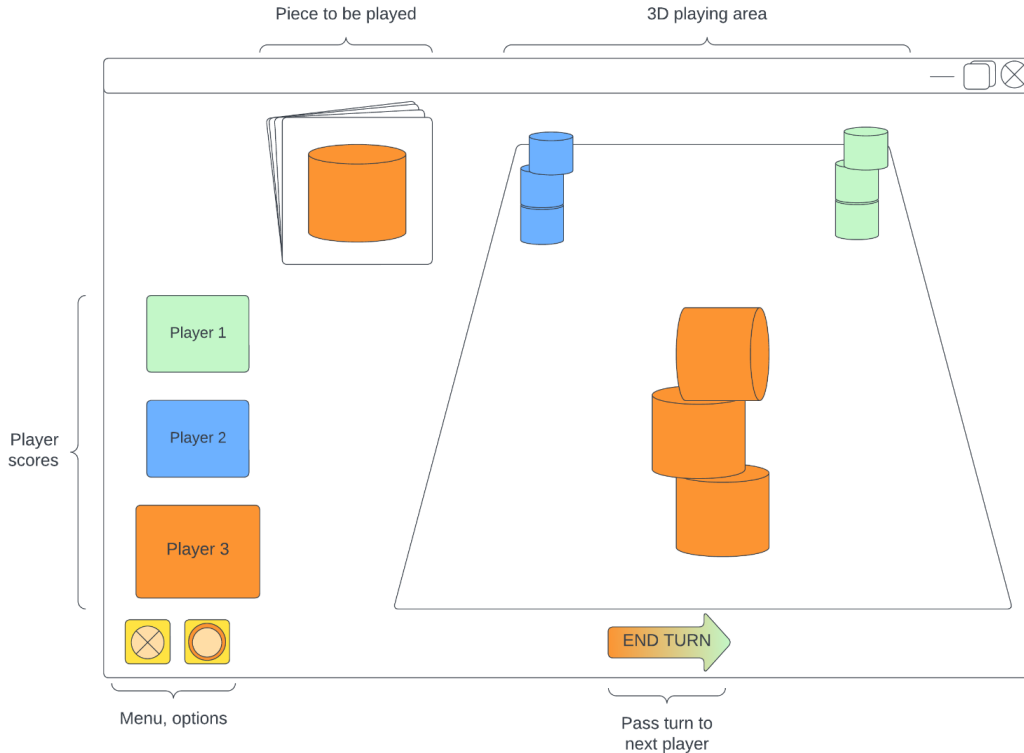 Piece to be played
3D playing area
Player 1
Player 2
Player
scores
Player 3
END TURN
Menu, options
Pass turn to
next player